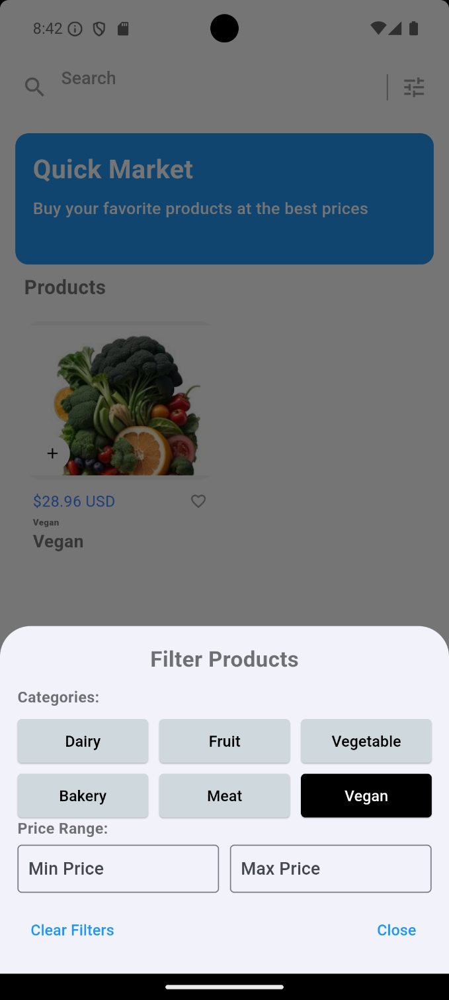 8:42
Search
Quick Market
Buy your favorite products at the best prices
Products
+
$28.96 USD
Vegan
Vegan
Filter Products
Categories:
Dairy Fruit Vegetable
Bakery Meat Vegan
Price Range:
Min Price Max Price
Clear Filters Close